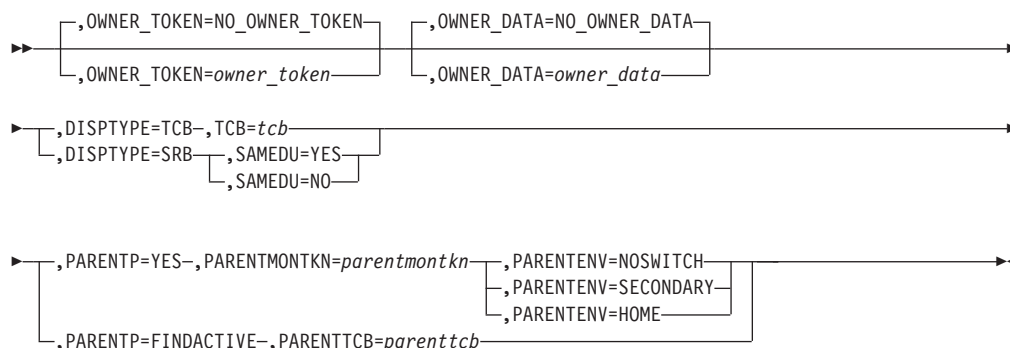 ,OWNER_TOKEN=NO_OWNER_TOKEN ,OWNER_DATA=NO_OWNER_DATA
,OWNER_TOKEN=owner_token ,OWNER_DATA=owner_data
,DISPTYPE=TCB ,TCB=tcb
,DISPTYPE=SRB ,SAMEDU=YES
,SAMEDU=NO
,PARENTP=YES ,PARENTMONTKN=parentmontkn ,PARENTENV=NOSWITCH
,PARENTENV=SECONDARY
,PARENTENV=HOME
,PARENTP=FINDACTIVE ,PARENTTCB=parenttcb